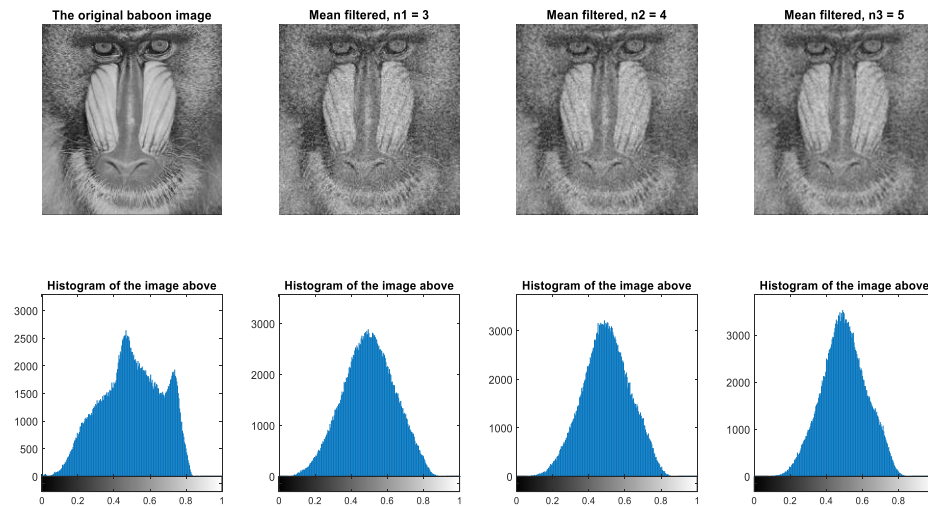 The original baboon image
Mean filtered, n1 = 3
Mean filtered, n2 = 4
Mean filtered, n3 = 5
Histogram of the image above
3000
2500
2000
1500
1000
500
0
0 0.2 0.4 0.6 0.8 1
Histogram of the image above
3000
2000
1000
0
0 0.2 0.4 0.6 0.8 1
Histogram of the image above
3000
2000
1000
0
0 0.2 0.4 0.6 0.8 1
Histogram of the image above
3000
2000
1000
0
0 0.2 0.4 0.6 0.8